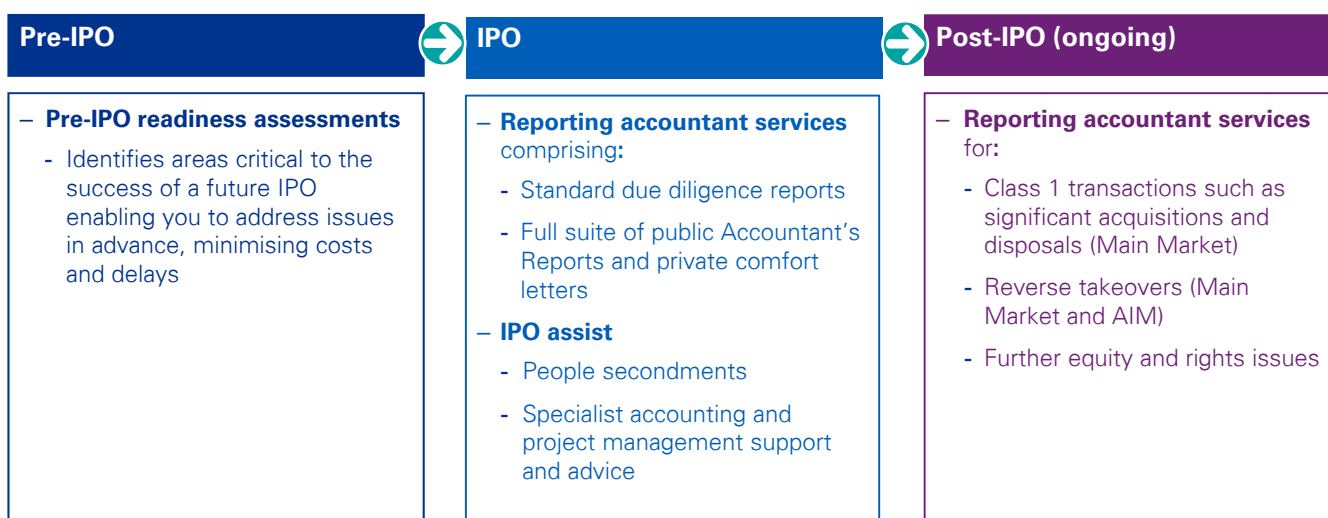 Pre-IPO
IPO
Post-IPO (ongoing)
– Pre-IPO readiness assessments
- Identifies areas critical to the
success of a future IPO
enabling you to address issues
in advance, minimising costs
and delays
– Reporting accountant services
comprising:
- Standard due diligence reports
- Full suite of public Accountant’s
Reports and private comfort
letters
– IPO assist
- People secondments
- Specialist accounting and
project management support
and advice
– Reporting accountant services
for:
- Class 1 transactions such as
significant acquisitions and
disposals (Main Market)
- Reverse takeovers (Main
Market and AIM)
- Further equity and rights issues